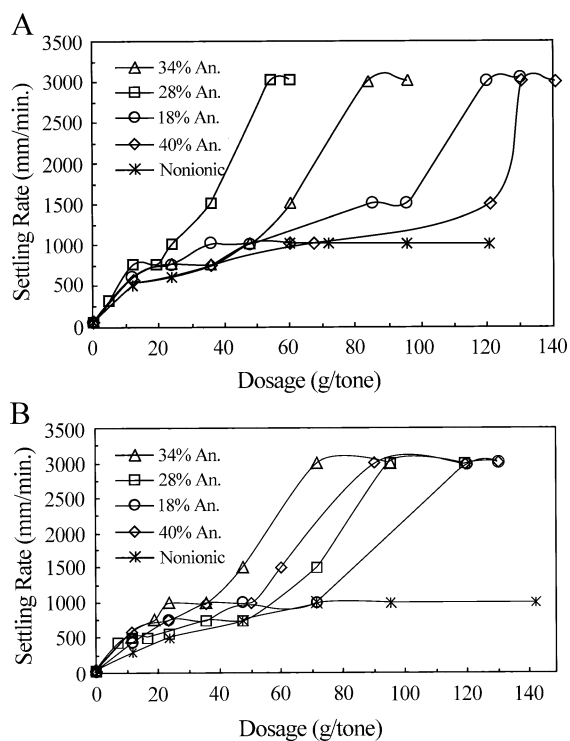 A
3500
3000
2500
2000
1500
1000
500
0
Settling Rate (mm/min.)
34% An.
28% An.
18% An.
40% An.
Nonionic
0 20 40 60 80 100 120 140
Dosage (g/tone)
B
3500
3000
2500
2000
1500
1000
500
0
Settling Rate (mm/min.)
34% An.
28% An.
18% An.
40% An.
Nonionic
0 20 40 60 80 100 120 140
Dosage (g/tone)